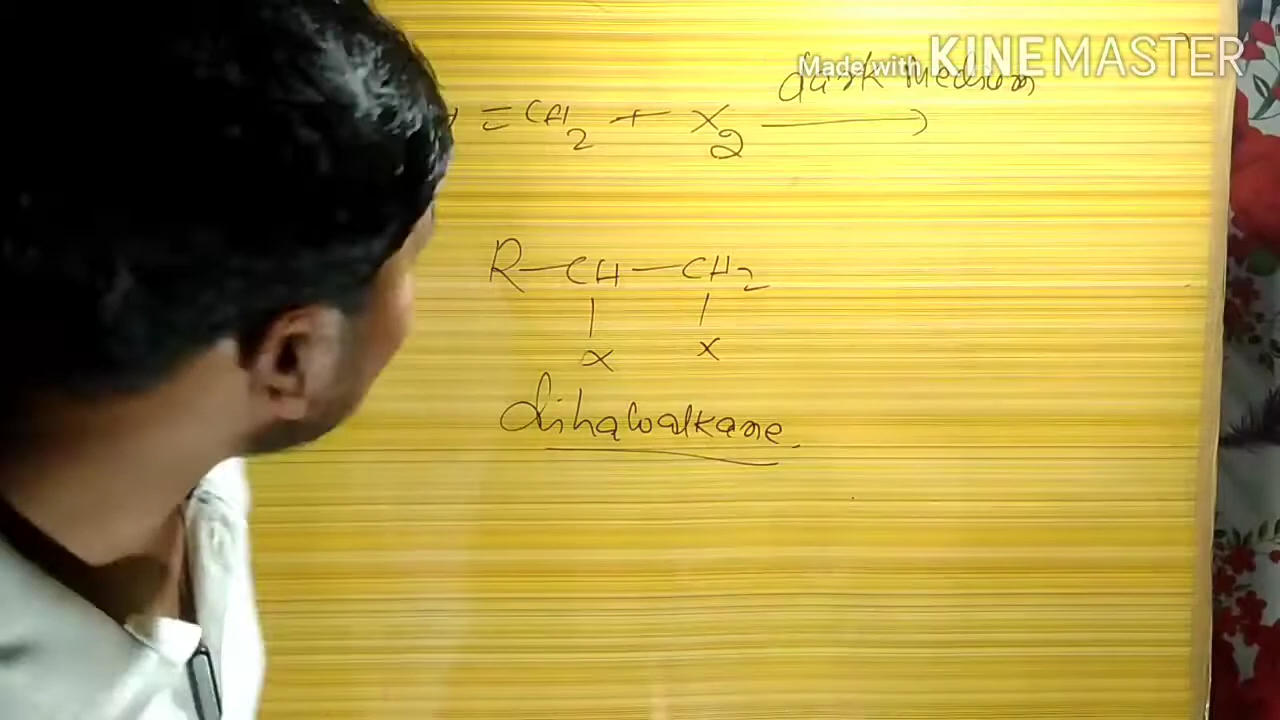 Made with KINEMASTER
dark medium
= CH2 + X2 →
R—CH—CH2
| |
x x
dihaloalkane.